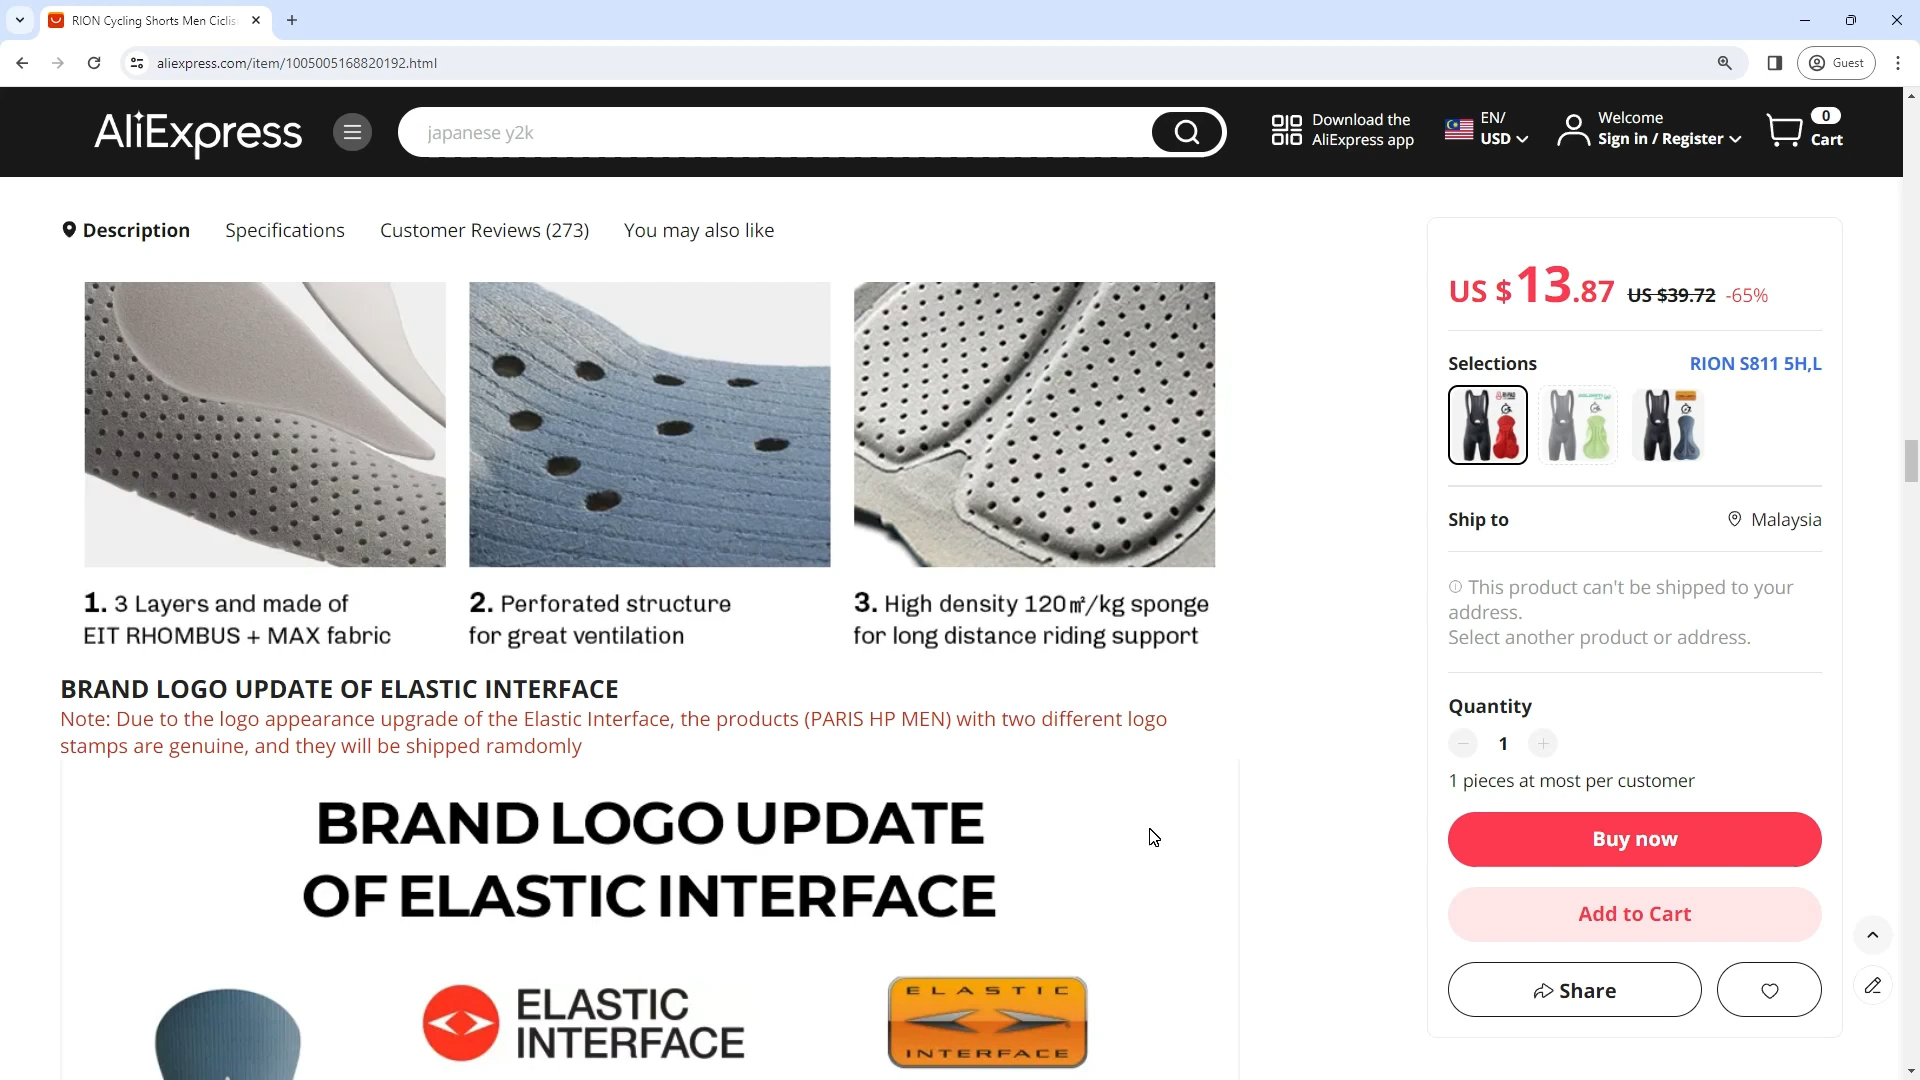 RION Cycling Shorts Men Ciclis
aliexpress.com/item/1005005168820192.html
Guest
AliExpress
japanese y2k
Download the
AliExpress app
EN/
USD
Welcome
Sign in / Register
0
Cart
Description
Specifications
Customer Reviews (273)
You may also like
1. 3 Layers and made of
EIT RHOMBUS + MAX fabric
2. Perforated structure
for great ventilation
3. High density 120㎡/kg sponge
for long distance riding support
BRAND LOGO UPDATE OF ELASTIC INTERFACE
Note: Due to the logo appearance upgrade of the Elastic Interface, the products (PARIS HP MEN) with two different logo
stamps are genuine, and they will be shipped ramdomly
BRAND LOGO UPDATE
OF ELASTIC INTERFACE
ELASTIC
INTERFACE
ELASTIC
INTERFACE
US $13.87 US $39.72 -65%
Selections
RION S811 5H,L
Ship to
Malaysia
This product can't be shipped to your
address.
Select another product or address.
Quantity
1
1 pieces at most per customer
Buy now
Add to Cart
Share